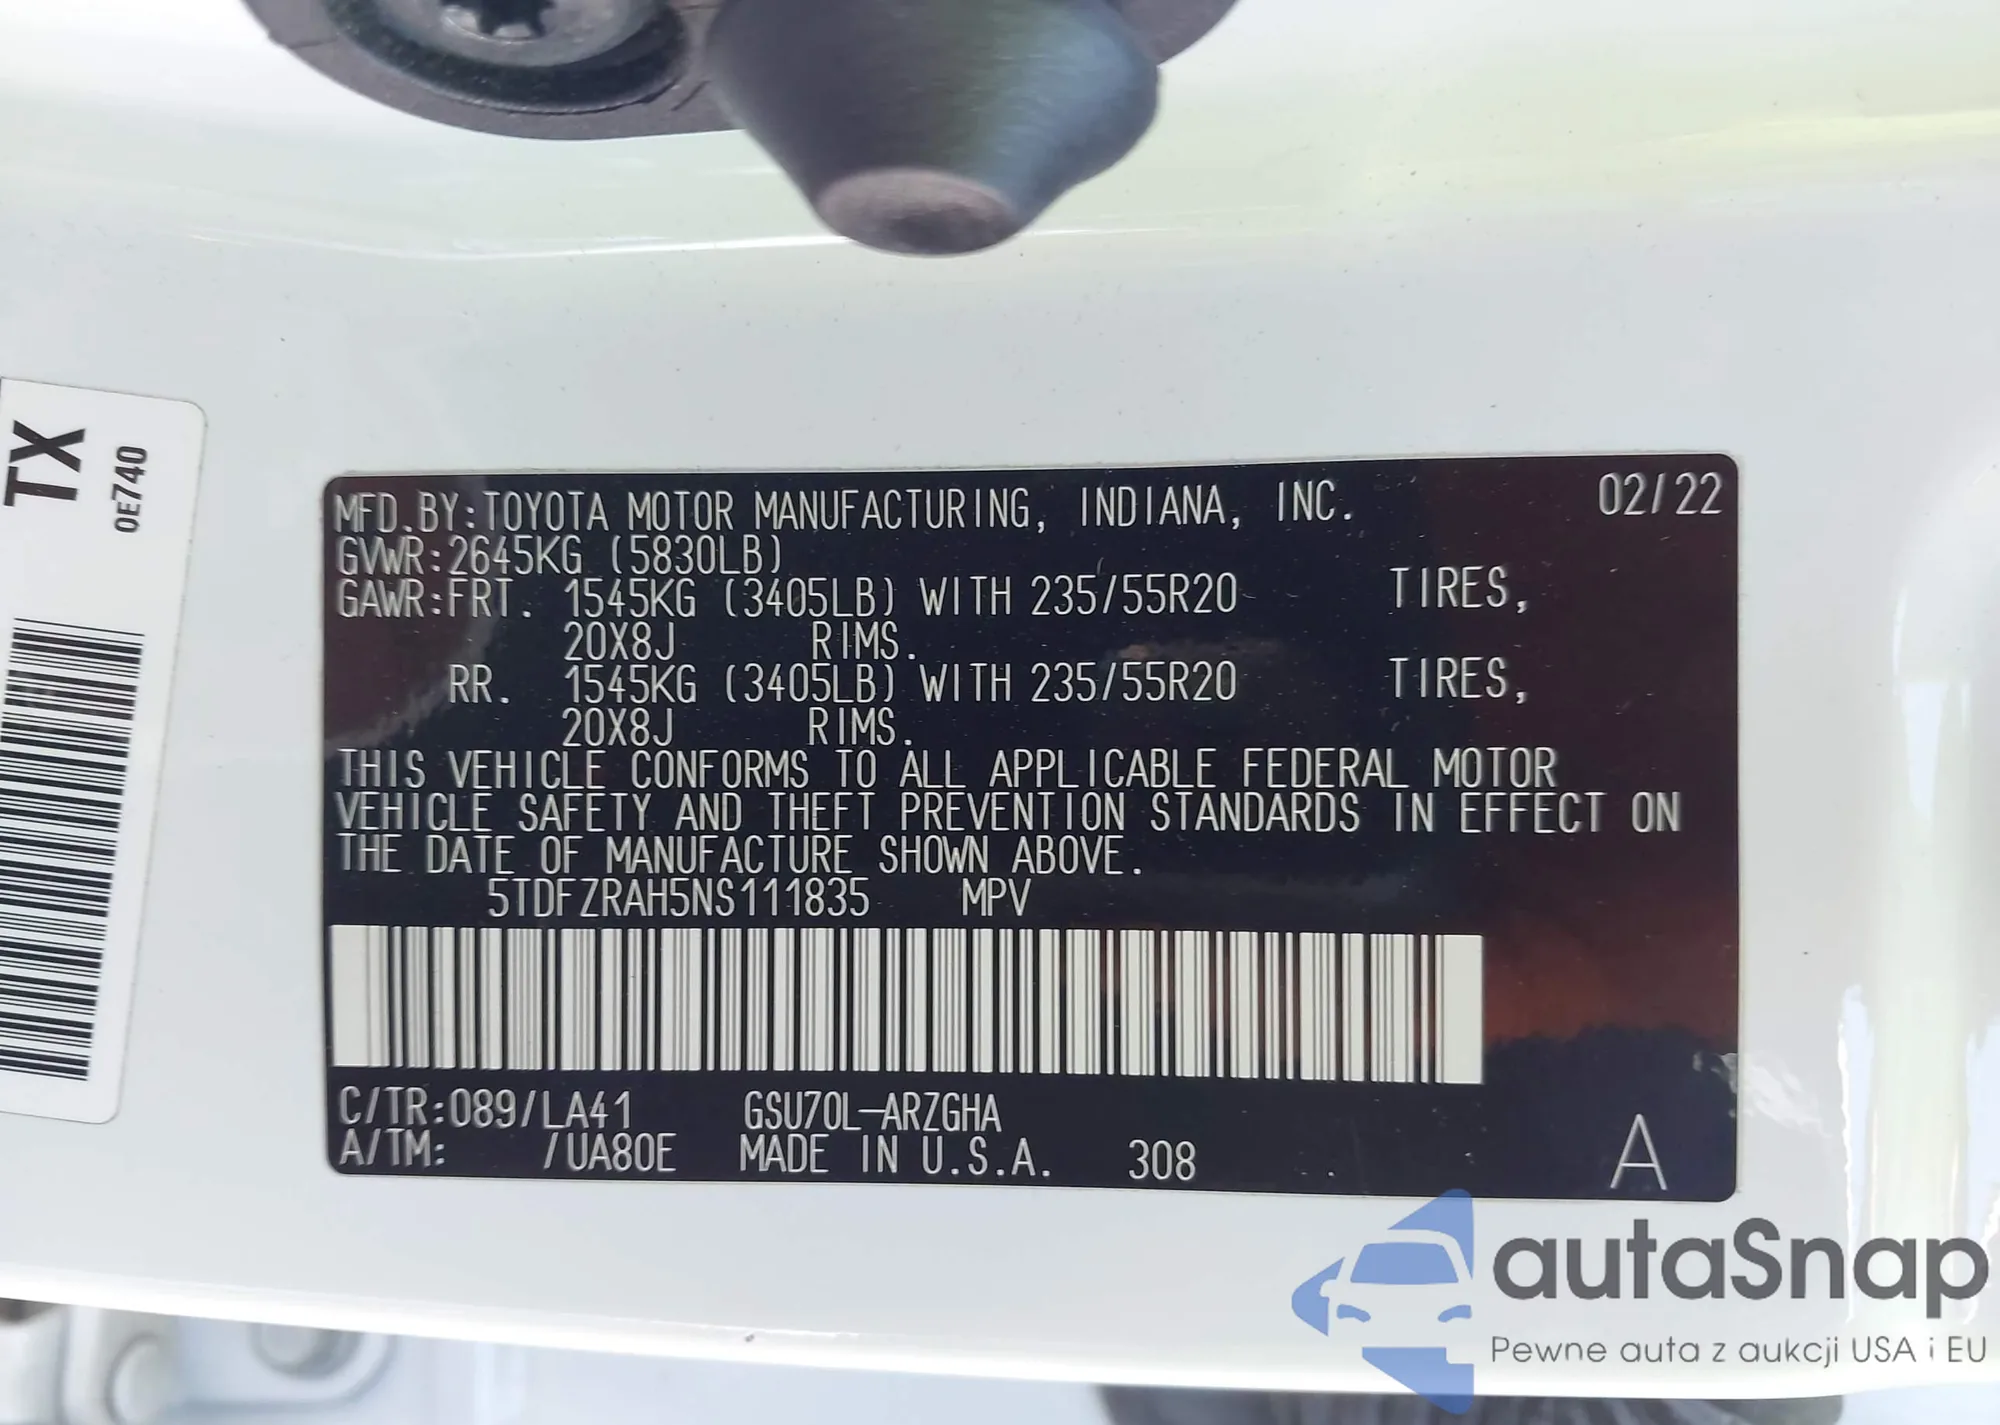 TX
0E740
MFD.BY:TOYOTA MOTOR MANUFACTURING, INDIANA, INC. 02/22
GVWR:2645KG (5830LB)
GAWR:FRT. 1545KG (3405LB) WITH 235/55R20 TIRES,
20X8J RIMS.
RR. 1545KG (3405LB) WITH 235/55R20 TIRES,
20X8J RIMS.
THIS VEHICLE CONFORMS TO ALL APPLICABLE FEDERAL MOTOR
VEHICLE SAFETY AND THEFT PREVENTION STANDARDS IN EFFECT ON
THE DATE OF MANUFACTURE SHOWN ABOVE.
5TDFZRAH5NS111835 MPV
C/TR:089/LA41 GSU70L-ARZGHA
A/TM: /UA80E MADE IN U.S.A. 308 A
autaSnap
Pewne auta z aukcji USA i EU